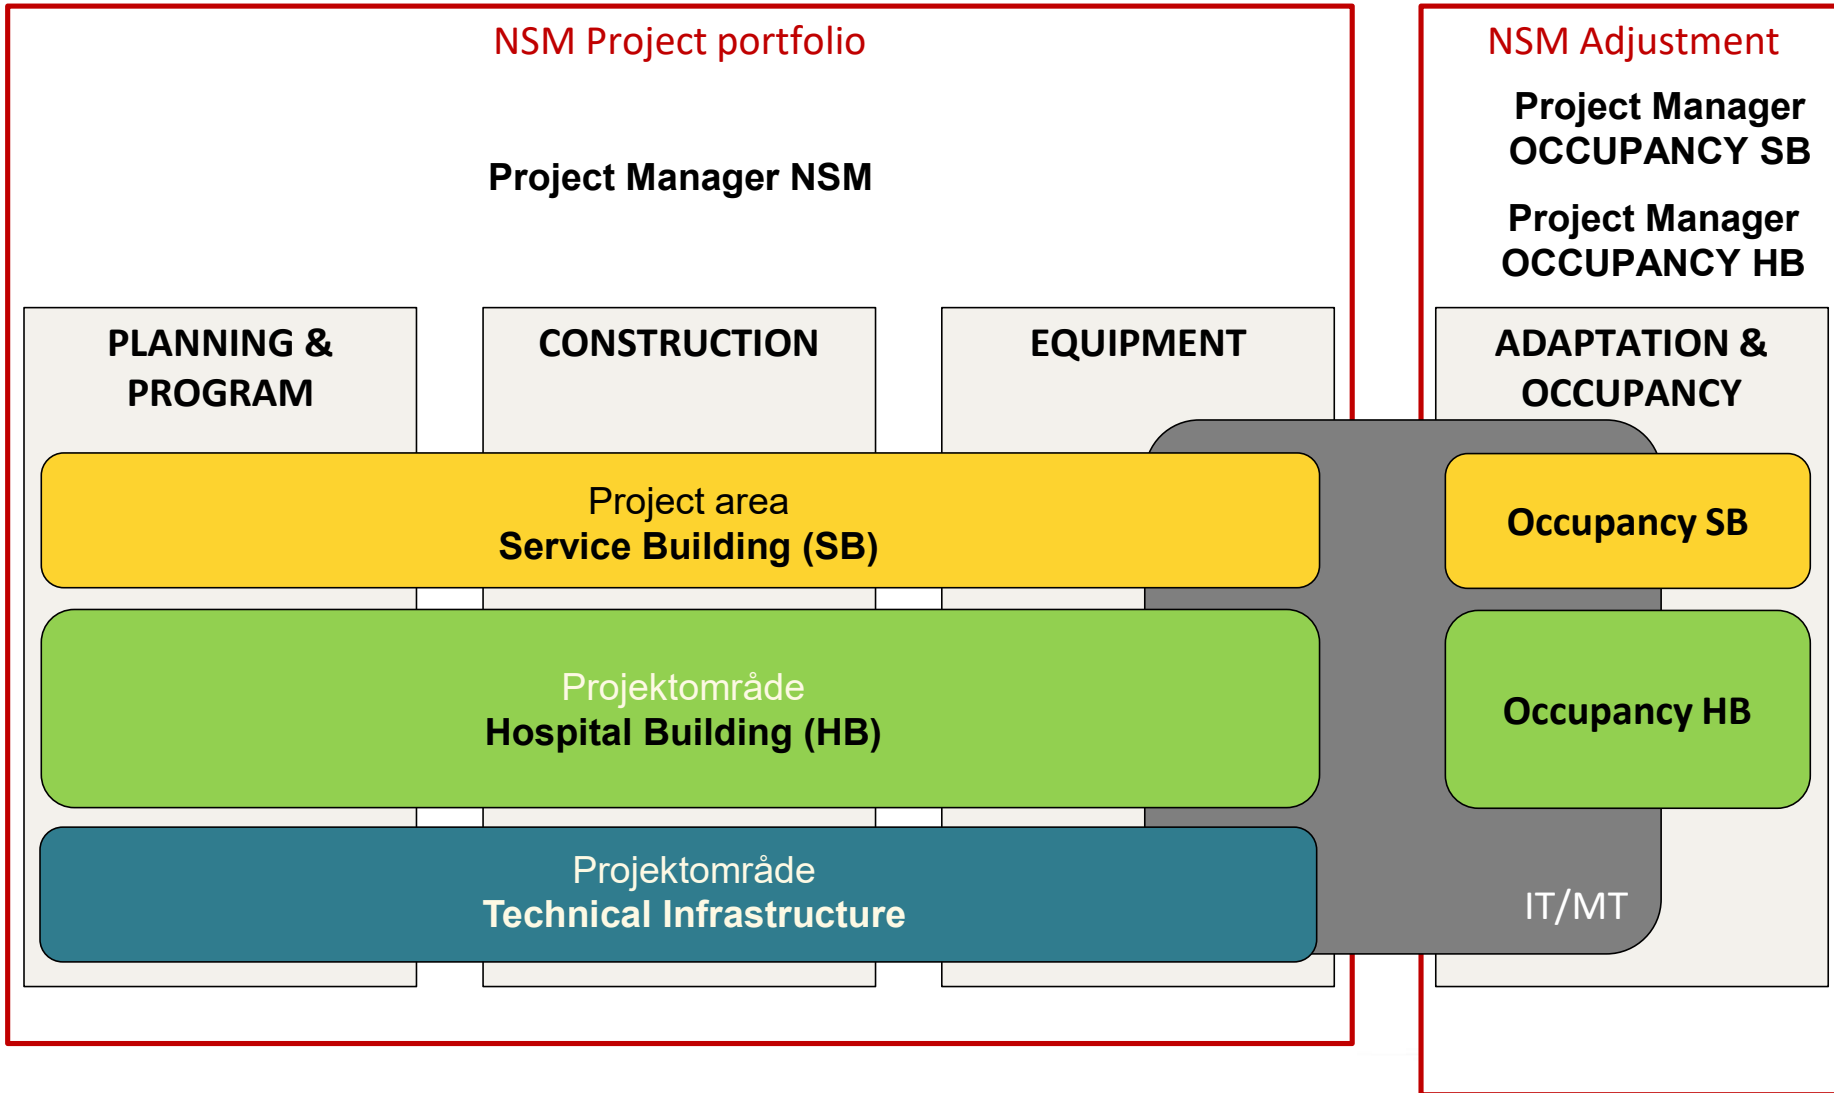 NSM Project portfolio
Project Manager NSM
PLANNING &
PROGRAM
CONSTRUCTION
EQUIPMENT
Project area
Service Building (SB)
Projektområde
Hospital Building (HB)
Projektområde
Technical Infrastructure
NSM Adjustment
Project Manager
OCCUPANCY SB
Project Manager
OCCUPANCY HB
ADAPTATION &
OCCUPANCY
Occupancy SB
Occupancy HB
IT/MT